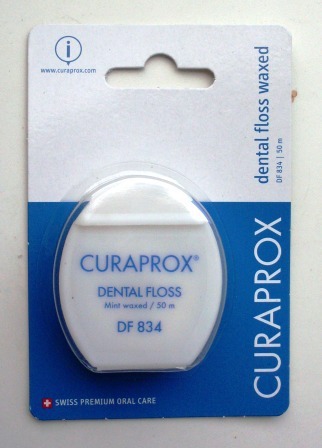 i
www.curaprox.com
dental floss waxed
DF 834 | 50 m
CURAPROX®
DENTAL FLOSS
Mint waxed / 50 m
DF 834
CURAPROX
SWISS PREMIUM ORAL CARE